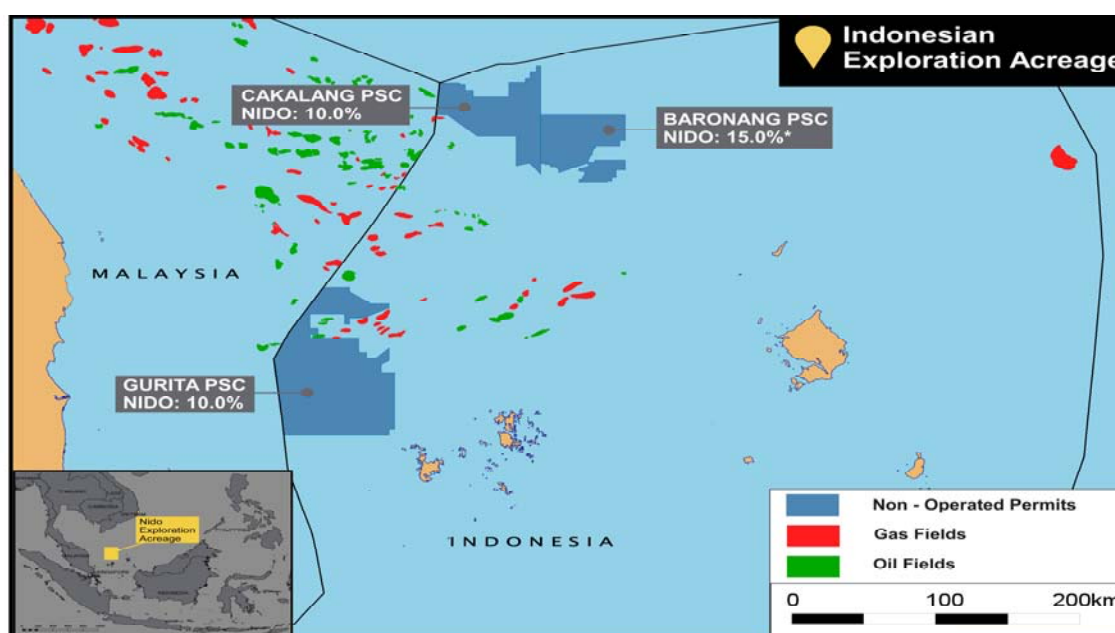 Indonesian
Exploration Acreage
CAKALANG PSC
NIDO: 10.0%
BARONANG PSC
NIDO: 15.0%*
MALAYSIA
GURITA PSC
NIDO: 10.0%
INDONESIA
Nido
Exploration
Acreage
Non - Operated Permits
Gas Fields
Oil Fields
0 100 200km